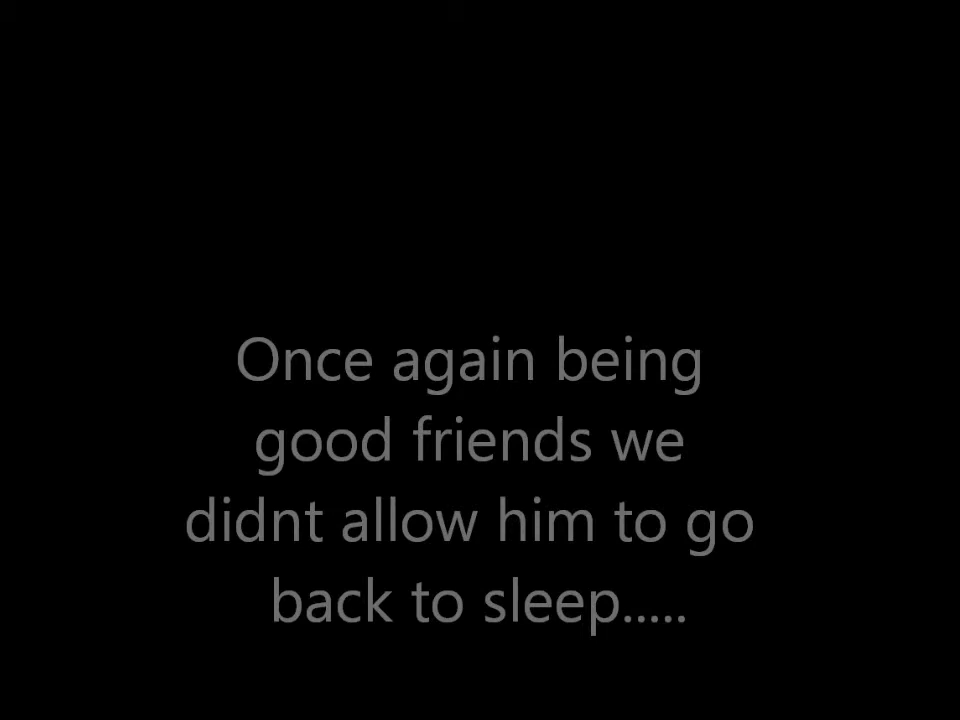 Once again being
good friends we
didnt allow him to go
back to sleep.....